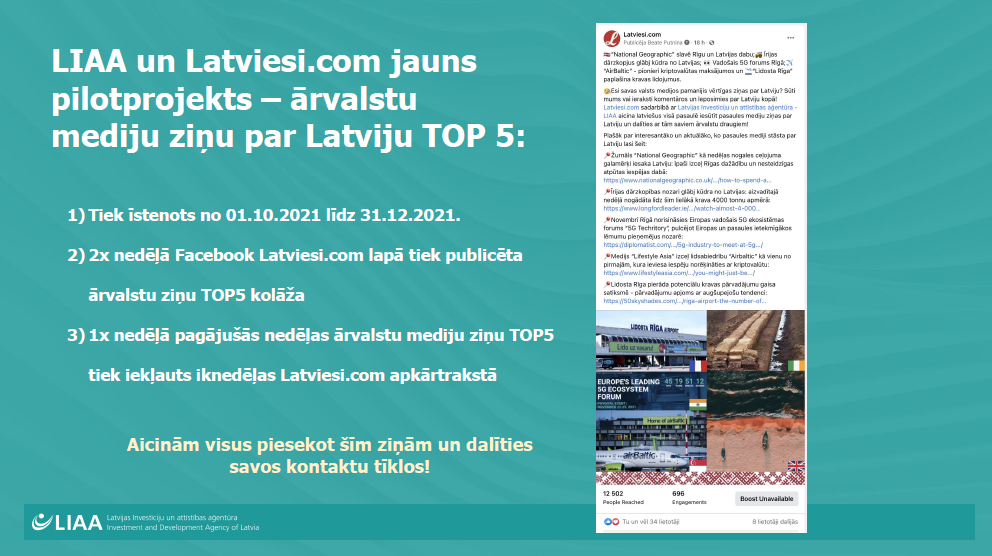 LIAA un Latviesi.com jauns
pilotprojekts – ārvalstu
mediju ziņu par Latviju TOP 5:
1) Tiek īstenots no 01.10.2021 līdz 31.12.2021.
2) 2x nedēļā Facebook Latviesi.com lapā tiek publicēta
ārvalstu ziņu TOP5 kolāža
3) 1x nedēļā pagājušās nedēļas ārvalstu mediju ziņu TOP5
tiek iekļauts iknedēļas Latviesi.com apkārtrakstā
Aicinām visus piesekot šīm ziņām un dalīties
savos kontaktu tīklos!
LIAA
Latvijas Investīciju un attīstības aģentūra
Investment and Development Agency of Latvia
Latviesi.com
Publicēja Beate Putniņa · 18 h ·
"National Geographic" slavē Rīgu un Latvijas dabu; Īrijas
dārzkopjus glābj kūdra no Latvijas; Vadošais 5G forums Rīgā;
"AirBaltic" - pionieri kriptovalūtas maksājumos un "Lidosta Rīga"
paplašina kravas lidojumus.
Esi savas valsts medijos pamanījis vērtīgas ziņas par Latviju? Sūti
mums vai ieraksti komentāros un leposimies par Latviju kopā!
Latviesi.com sadarbībā ar Latvijas Investīciju un attīstības aģentūra -
LIAA aicina latviešus visā pasaulē iesūtīt pasaules mediju ziņas par
Latviju un dalīties ar tām saviem ārvalstu draugiem!
Plašāk par interesantāko un aktuālāko, ko pasaules mediji stāsta par
Latviju lasi šeit:
Žurnāls "National Geographic" kā nedēļas nogales ceļojuma
galamērķi iesaka Latviju: īpaši izceļ Rīgas dažādību un nesteidzīgas
atpūtas iespējas dabā:
https://www.nationalgeographic.co.uk/.../how-to-spend-a...
Īrijas dārzkopības nozari glābj kūdra no Latvijas: aizvadītajā
nedēļā nogādāta līdz šim lielākā krava 4000 tonnu apmērā:
https://www.longfordleader.ie/.../watch-almost-4-000...
Novembrī Rīgā norisināsies Eiropas vadošais 5G ekosistēmas
forums "5G Techritory", pulcējot Eiropas un pasaules ietekmīgākos
lēmumu pieņēmējus nozarē:
https://diplomatist.com/.../5g-industry-to-meet-at-5g.../
Medijs "Lifestyle Asia" izceļ lidsabiedrību "Airbaltic" kā vienu no
pirmajām, kura ieviesa iespēju norēķināties ar kriptovalūtu:
https://www.lifestyleasia.com/.../you-might-just-be.../
Lidosta Rīga pierāda potenciālu kravas pārvadājumu gaisa
satiksmē - pārvadājumu apjoms ar augšupejošu tendenci:
https://50skyshades.com/.../riga-airport-the-number-of...
LIDOSTA RĪGA AIRPORT
Lido uz vasaru!
EUROPE'S LEADING
5G ECOSYSTEM
FORUM
45 19 51 12
Home of airBaltic
airBaltic
12 502
People Reached
696
Engagements
Boost Unavailable
Tu un vēl 34 lietotāji
8 lietotāji dalījās